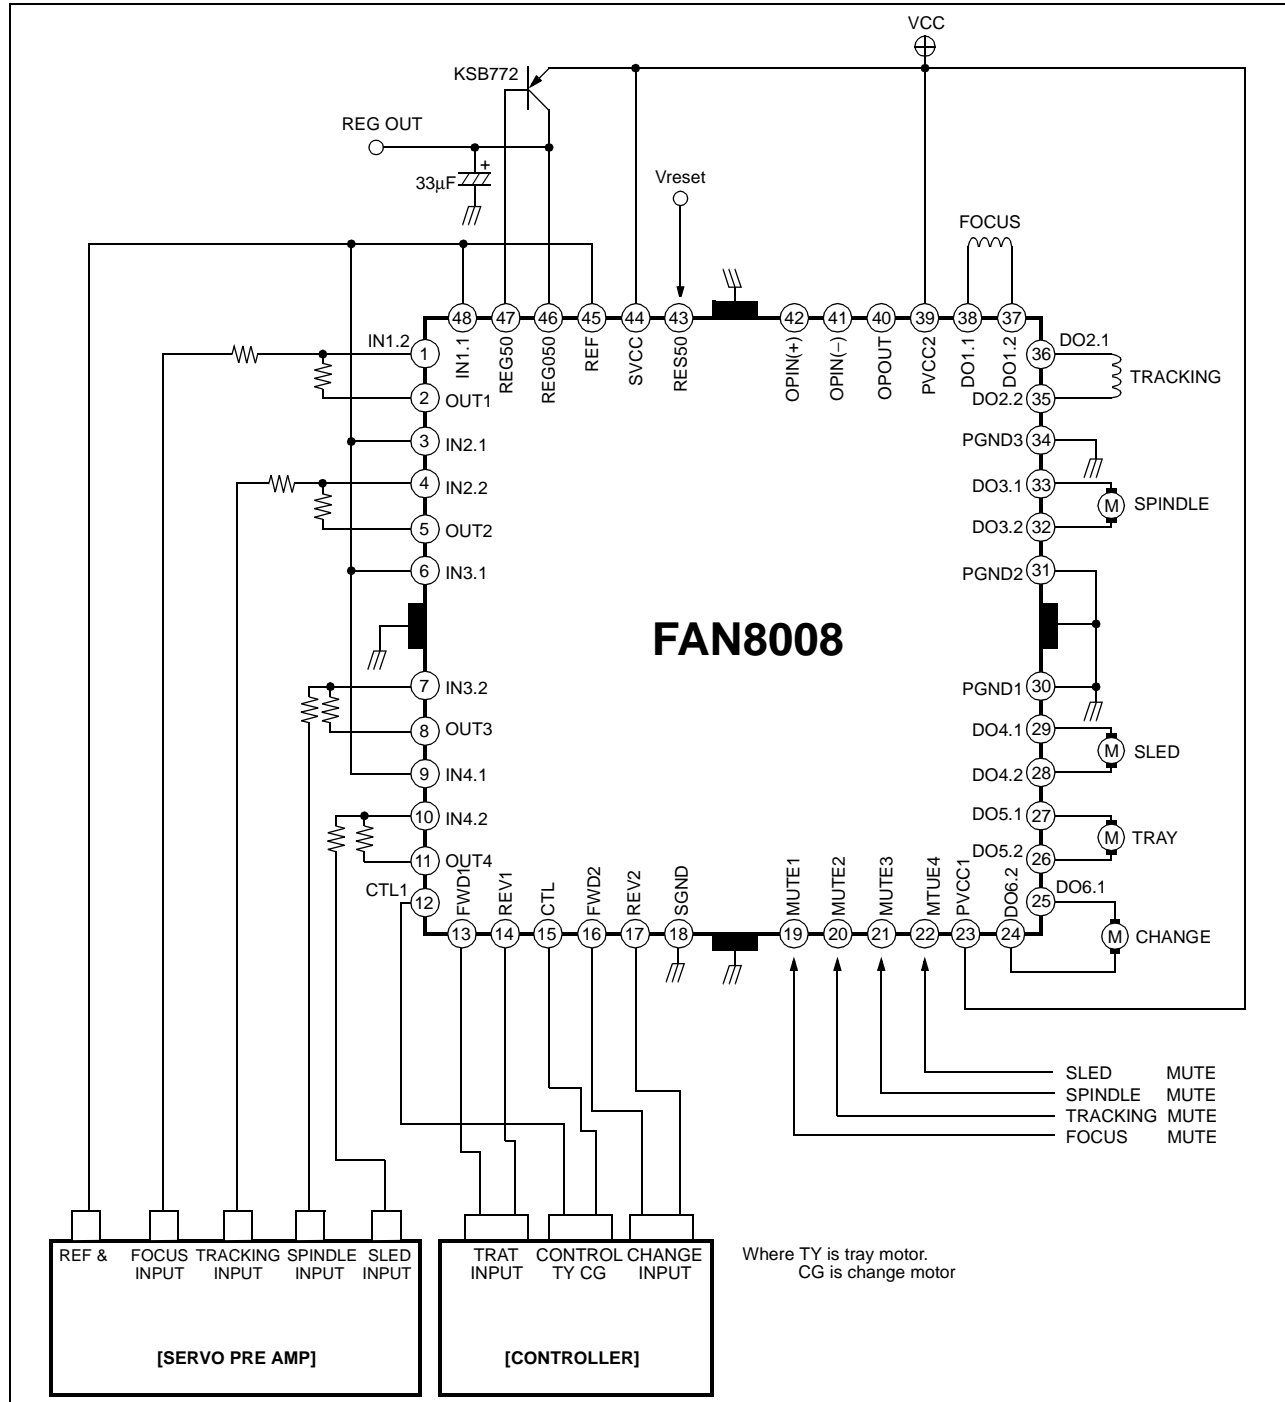 VCC
KSB772
REG OUT
+
33μF
Vreset
FOCUS
48 47 46 45 44 43 42 41 40 39 38 37
IN1.1
REG50
REG050
REF
SVCC
RES50
OPIN(+)
OPIN(−)
OPOUT
PVCC2
DO1.1
DO1.2
IN1.2
1
2 OUT1
3 IN2.1
4 IN2.2
5 OUT2
6 IN3.1
7 IN3.2
8 OUT3
9 IN4.1
10 IN4.2
11 OUT4
CTL1
12
FAN8008
36 DO2.1
TRACKING
DO2.2 35
PGND3 34
DO3.1 33
M SPINDLE
DO3.2 32
PGND2 31
PGND1 30
DO4.1 29
M SLED
DO4.2 28
DO5.1 27
M TRAY
DO5.2 26
DO6.1
25
M CHANGE
FWD1
REV1
CTL
FWD2
REV2
SGND
MUTE1
MUTE2
MUTE3
MTUE4
PVCC1
DO6.2
13 14 15 16 17 18 19 20 21 22 23 24
SLED MUTE
SPINDLE MUTE
TRACKING MUTE
FOCUS MUTE
REF &
FOCUS INPUT
TRACKING INPUT
SPINDLE INPUT
SLED INPUT
[SERVO PRE AMP]
TRAT INPUT
CONTROL TY CG
CHANGE INPUT
[CONTROLLER]
Where TY is tray motor.
CG is change motor